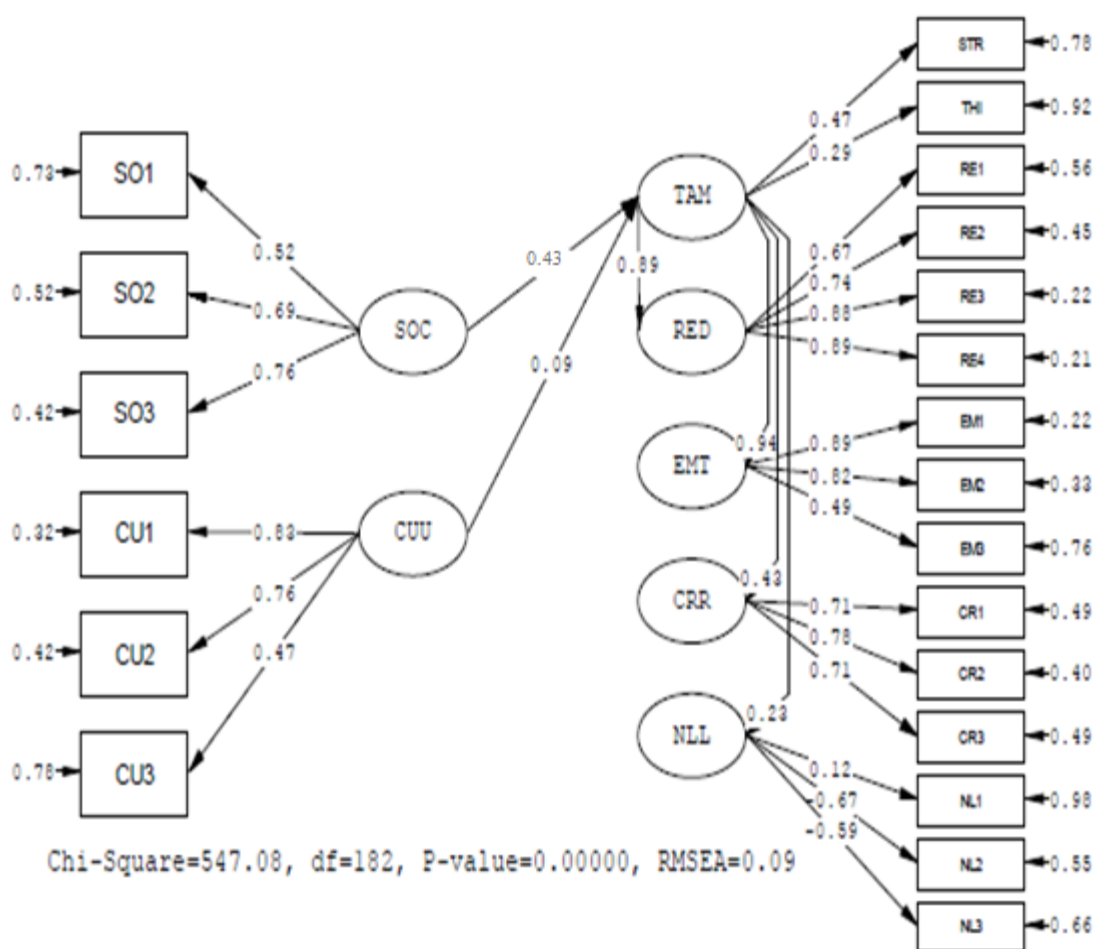 STR
0.78
THI
0.92
RE1
0.56
RE2
0.45
RE3
0.22
RE4
0.21
EM1
0.22
EM2
0.33
EM3
0.76
CR1
0.49
CR2
0.40
CR3
0.49
NL1
0.98
NL2
0.55
NL3
0.66
0.73
SO1
0.52
SO2
0.42
SO3
0.32
CU1
0.42
CU2
0.78
CU3
0.52
0.69
0.76
0.83
0.76
0.47
SOC
CUU
0.43
0.09
TAM
0.89
RED
EMT
0.94
CRR
0.43
NLL
0.23
0.47
0.29
0.67
0.74
0.88
0.89
0.89
0.82
0.49
0.71
0.78
0.71
0.12
-0.67
-0.59
Chi-Square=547.08, df=182, P-value=0.00000, RMSEA=0.09